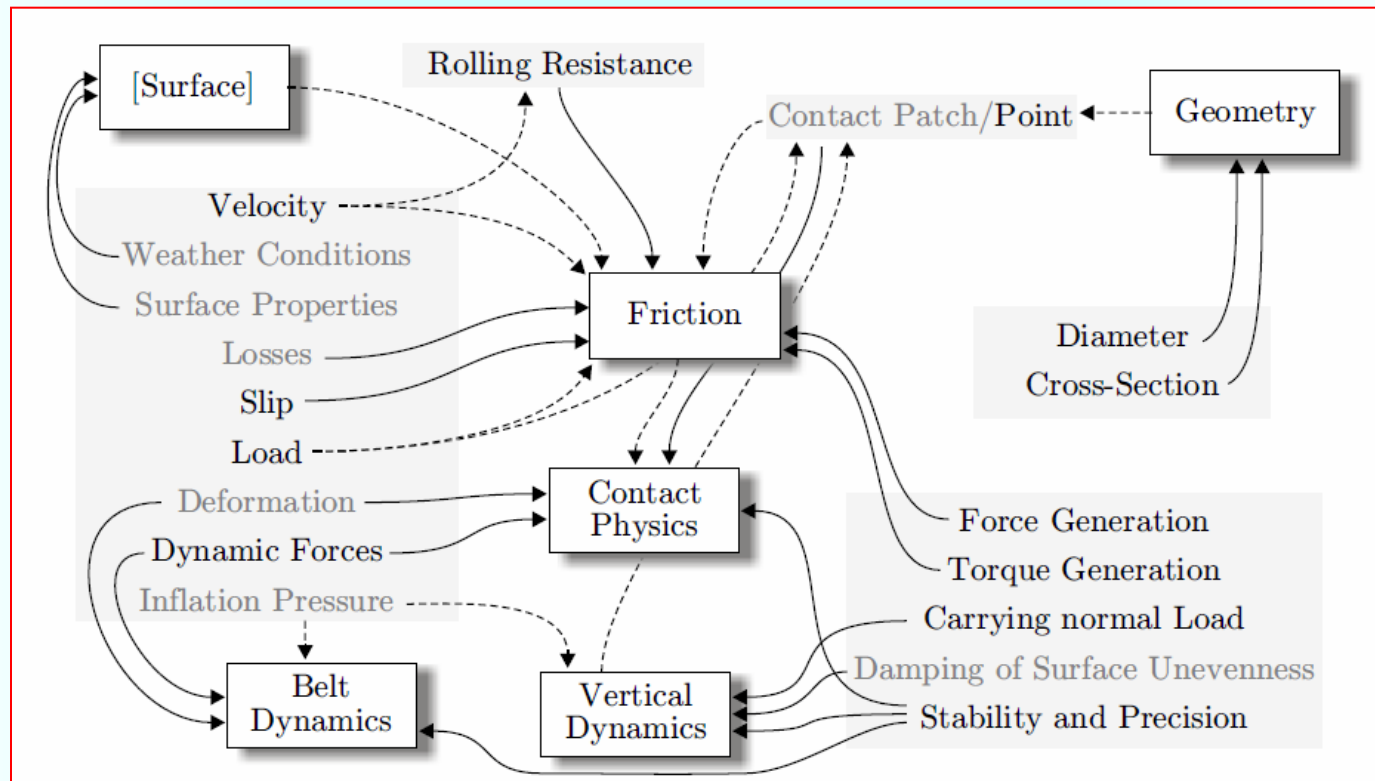 [Surface]
Rolling Resistance
Contact Patch/Point
Geometry
Velocity
Weather Conditions
Surface Properties
Losses
Slip
Load
Deformation
Dynamic Forces
Inflation Pressure
Friction
Diameter
Cross-Section
Contact
Physics
Force Generation
Torque Generation
Carrying normal Load
Damping of Surface Unevenness
Stability and Precision
Belt
Dynamics
Vertical
Dynamics